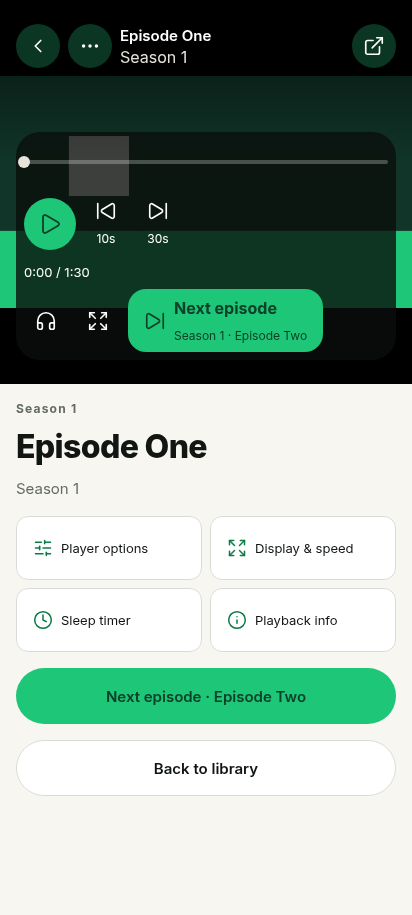 Episode One
Season 1
10s
30s
0:00 / 1:30
Next episode
Season 1 · Episode Two
Season 1
Episode One
Season 1
Player options
Display & speed
Sleep timer
Playback info
Next episode · Episode Two
Back to library